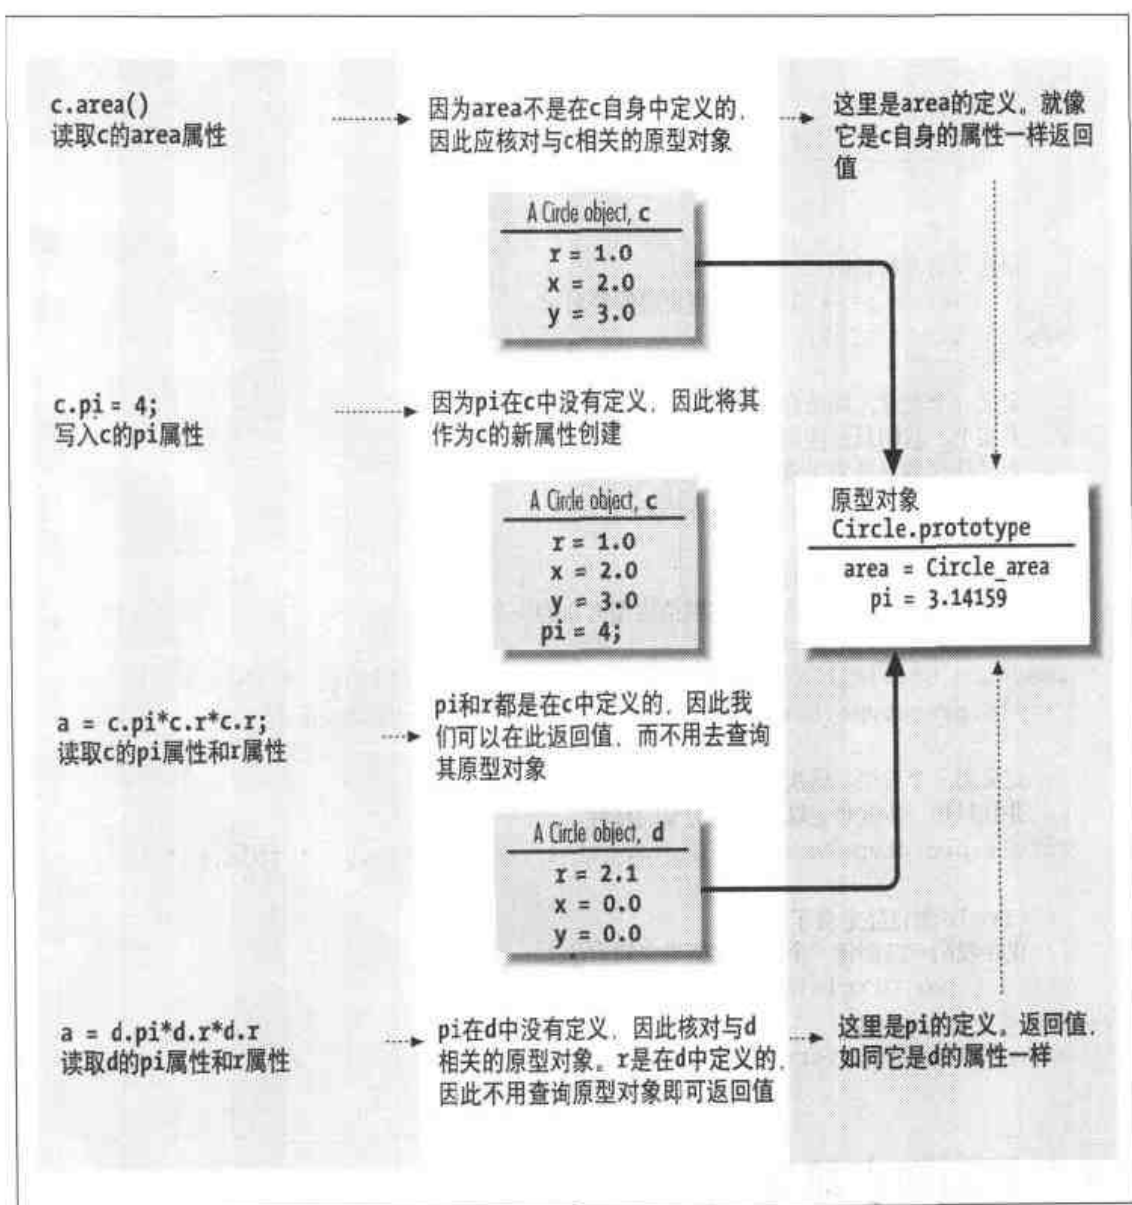 c.area()
读取c的area属性
因为area不是在c自身中定义的,
因此应核对与c相关的原型对象
这里是area的定义。就像
它是c自身的属性一样返回
值
A Circle object, c
r = 1.0
x = 2.0
y = 3.0
c.pi = 4;
写入c的pi属性
因为pi在c中没有定义, 因此将其
作为c的新属性创建
A Circle object, c
r = 1.0
x = 2.0
y = 3.0
pi = 4;
原型对象
Circle.prototype
area = Circle_area
pi = 3.14159
a = c.pi*c.r*c.r;
读取c的pi属性和r属性
pi和r都是在c中定义的, 因此我
们可以在此返回值, 而不用去查询
其原型对象
A Circle object, d
r = 2.1
x = 0.0
y = 0.0
a = d.pi*d.r*d.r
读取d的pi属性和r属性
pi在d中没有定义, 因此核对与d
相关的原型对象。r是在d中定义的,
因此不用查询原型对象即可返回值
这里是pi的定义。返回值,
如同它是d的属性一样